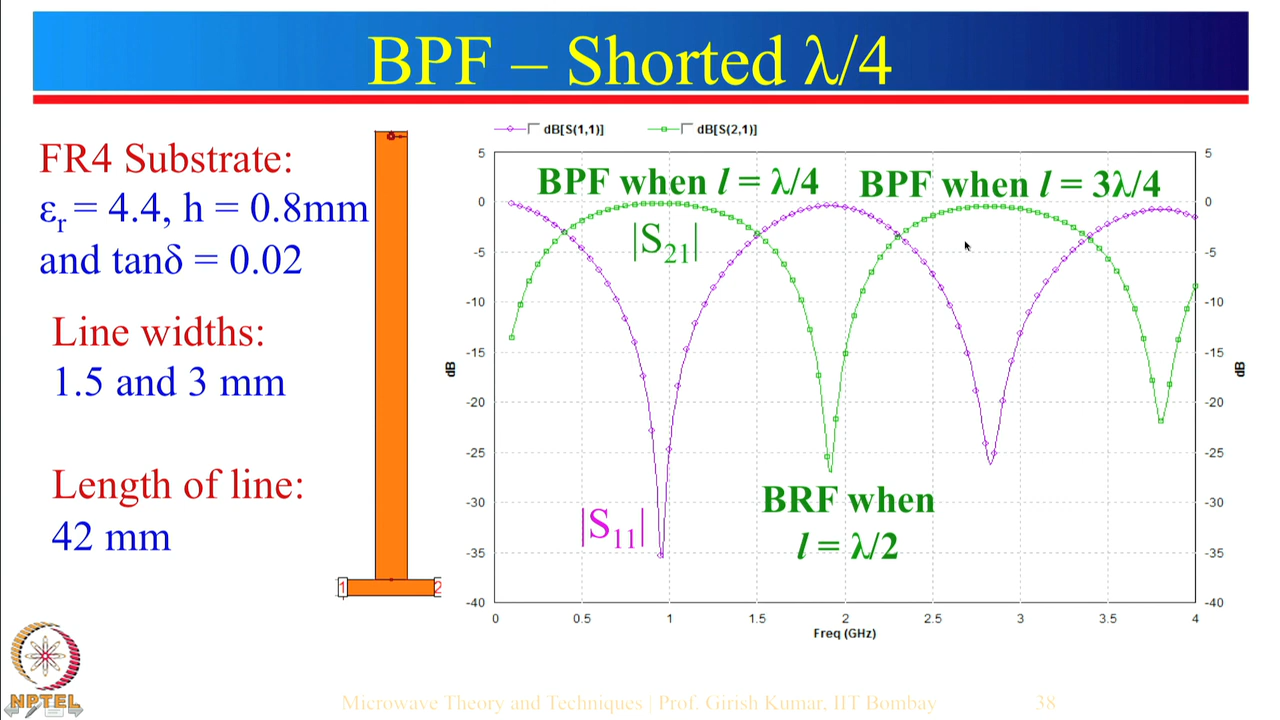 BPF – Shorted λ/4
FR4 Substrate:
εr = 4.4, h = 0.8mm
and tanδ = 0.02
Line widths:
1.5 and 3 mm
Length of line:
42 mm
1 2
dB[S(1,1)] dB[S(2,1)]
BPF when l = λ/4 BPF when l = 3λ/4
|S21|
|S11|
BRF when
l = λ/2
5 5
0 0
-5 -5
-10 -10
-15 -15
dB dB
-20 -20
-25 -25
-30 -30
-35 -35
-40 -40
0 0.5 1 1.5 2 2.5 3 3.5 4
Freq (GHz)
NPTEL
Microwave Theory and Techniques | Prof. Girish Kumar, IIT Bombay 38